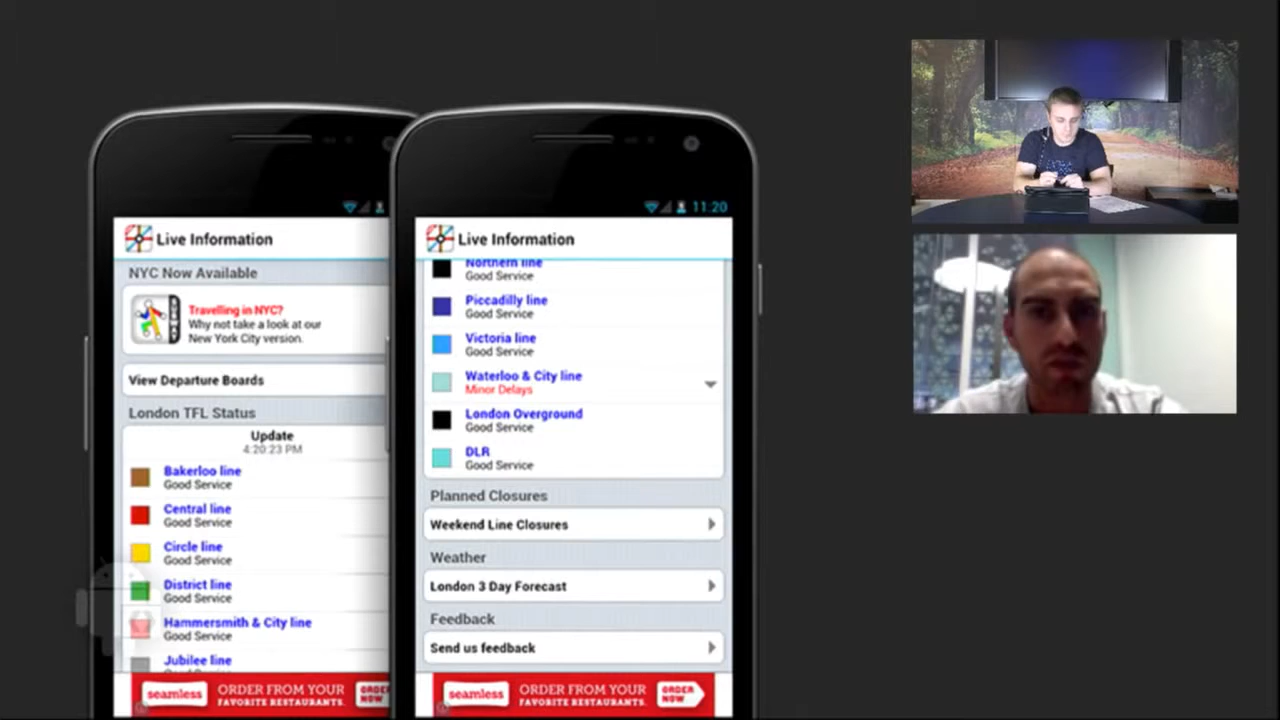 Live Information
NYC Now Available
Travelling in NYC?
Why not take a look at our
New York City version.
View Departure Boards
London TFL Status
Update
4:20:23 PM
Bakerloo line
Good Service
Central line
Good Service
Circle line
Good Service
District line
Good Service
Hammersmith & City line
Good Service
Jubilee line
seamless
ORDER FROM YOUR
FAVORITE RESTAURANTS.
ORDER
NOW
11:20
Live Information
Northern line
Good Service
Piccadilly line
Good Service
Victoria line
Good Service
Waterloo & City line
Minor Delays
London Overground
Good Service
DLR
Good Service
Planned Closures
Weekend Line Closures
Weather
London 3 Day Forecast
Feedback
Send us feedback
seamless
ORDER FROM YOUR
FAVORITE RESTAURANTS.
ORDER
NOW